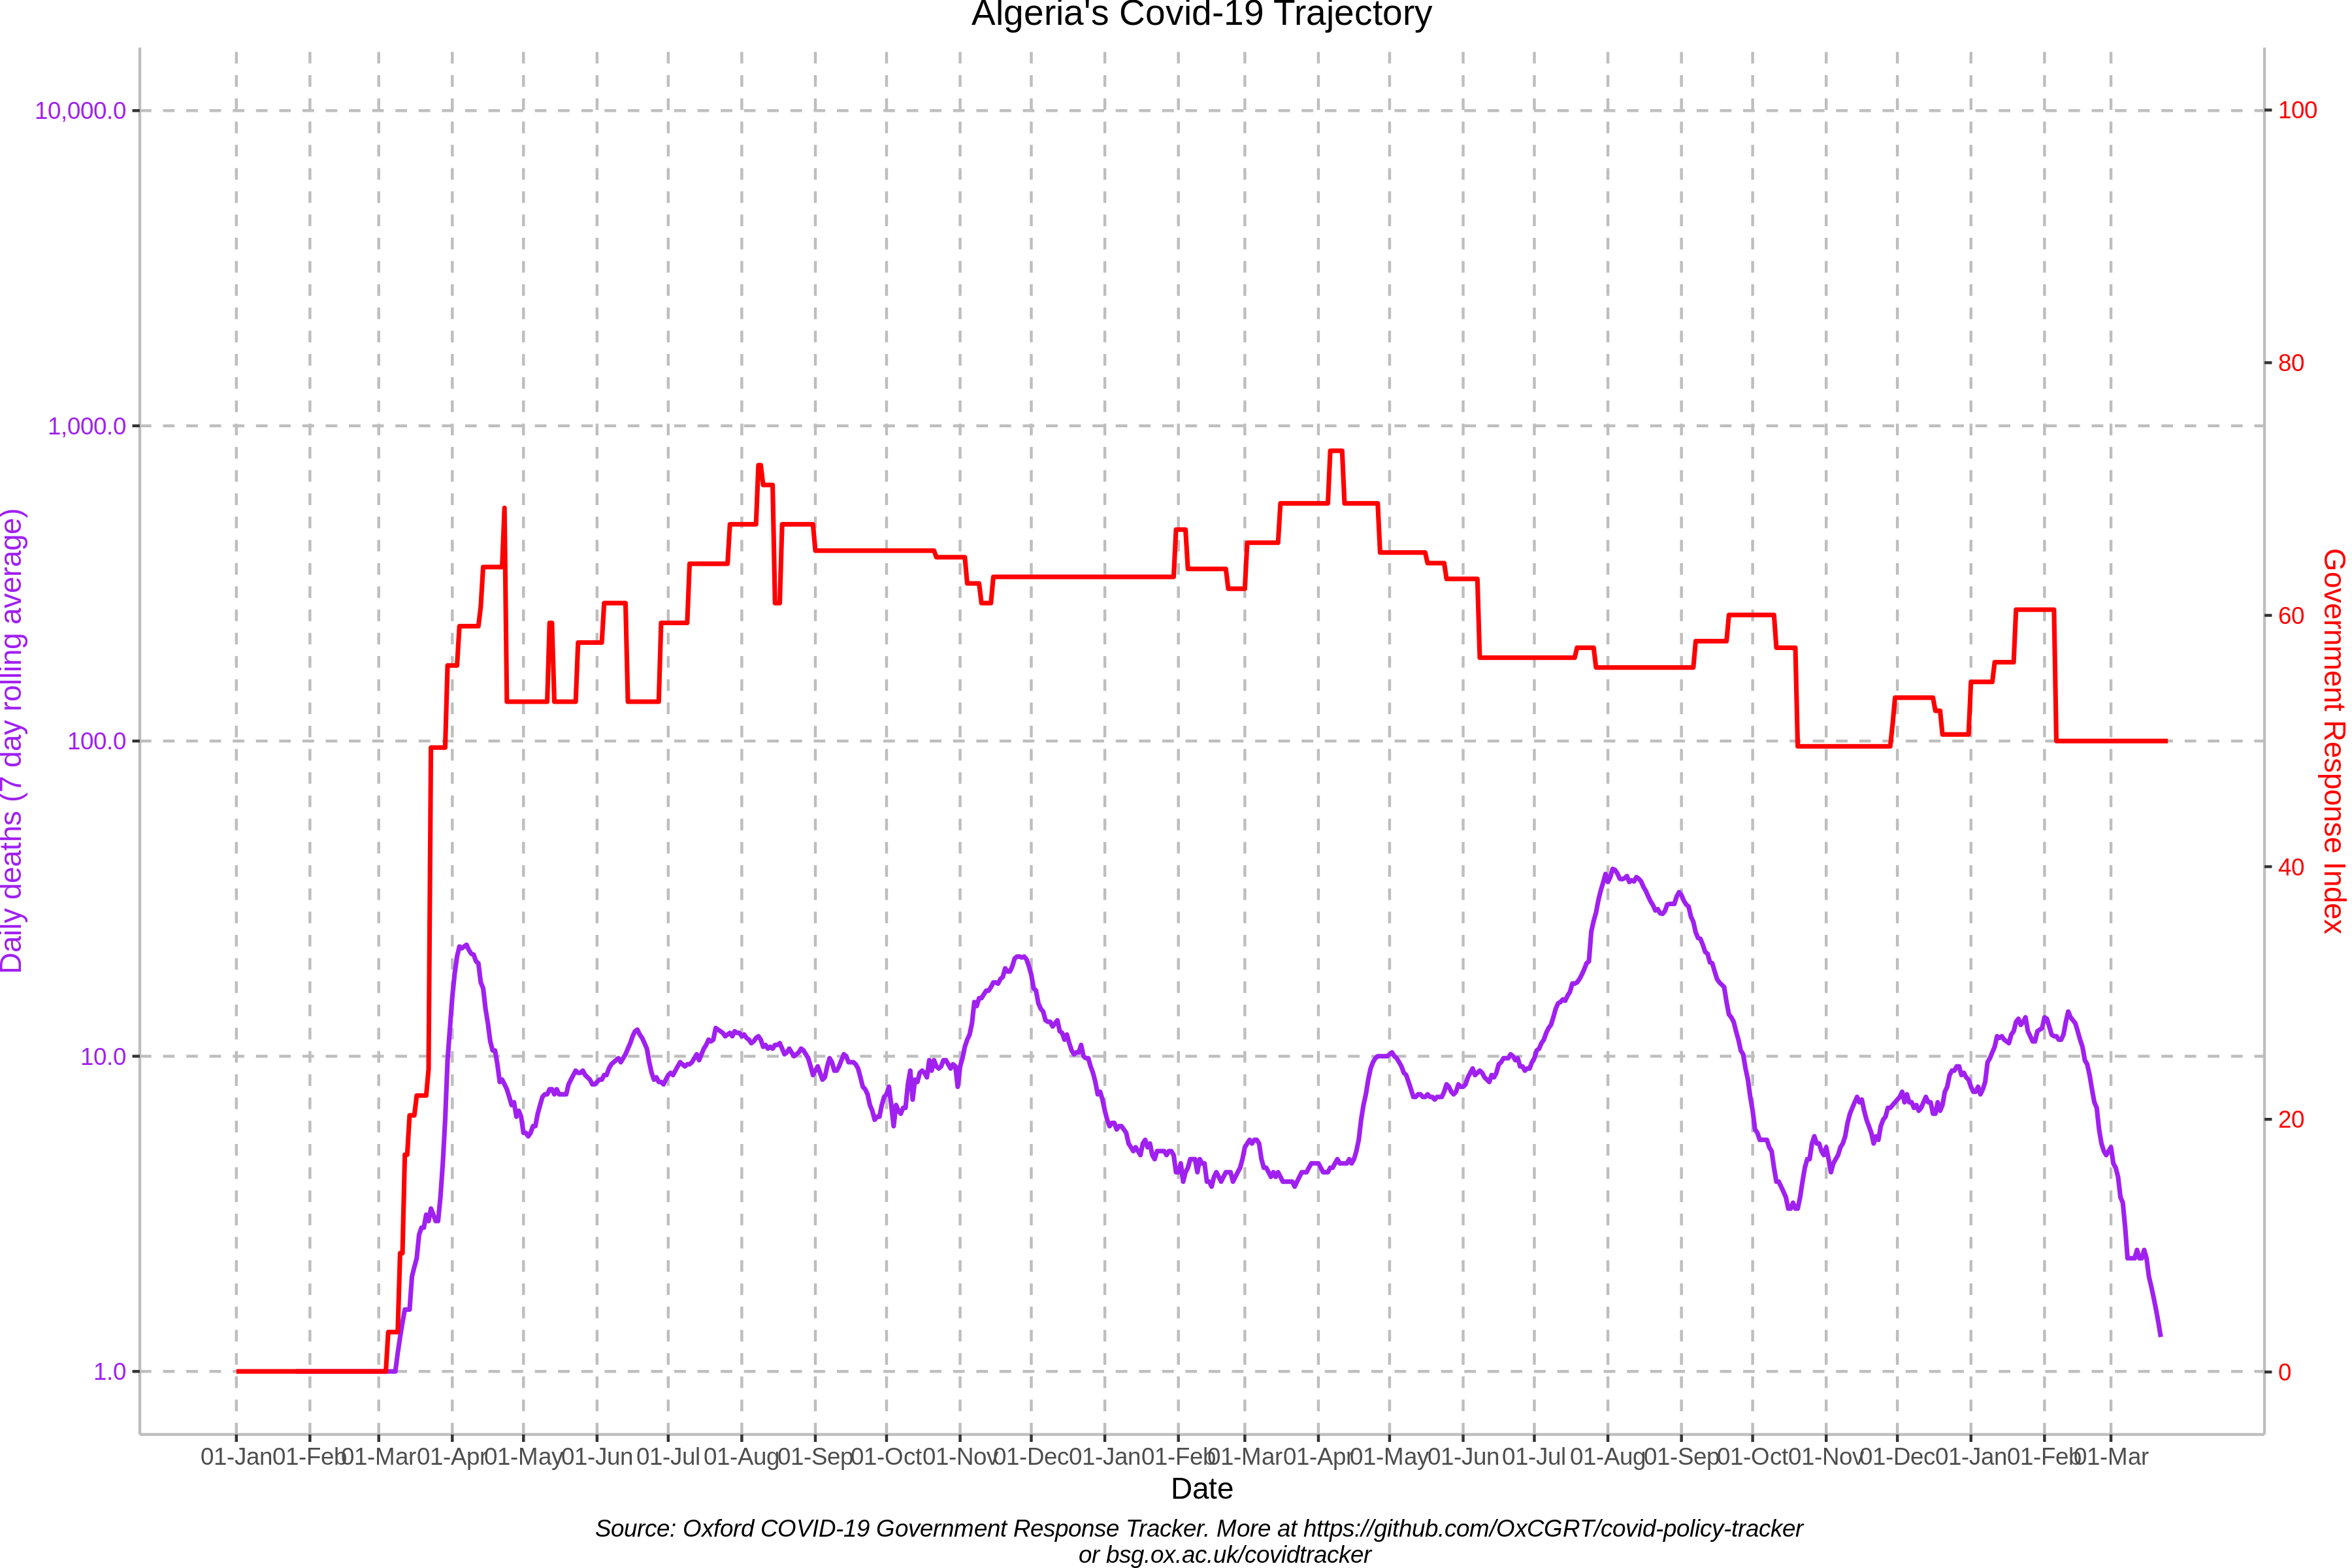 Algeria's Covid-19 Trajectory
10,000.0
1,000.0
100.0
10.0
1.0
Daily deaths (7 day rolling average)
100
80
60
40
20
0
Government Response Index
01-Jan 01-Feb 01-Mar 01-Apr 01-May 01-Jun 01-Jul 01-Aug 01-Sep 01-Oct 01-Nov 01-Dec 01-Jan 01-Feb 01-Mar 01-Apr 01-May 01-Jun 01-Jul 01-Aug 01-Sep 01-Oct 01-Nov 01-Dec 01-Jan 01-Feb 01-Mar
Date
Source: Oxford COVID-19 Government Response Tracker. More at https://github.com/OxCGRT/covid-policy-tracker
or bsg.ox.ac.uk/covidtracker